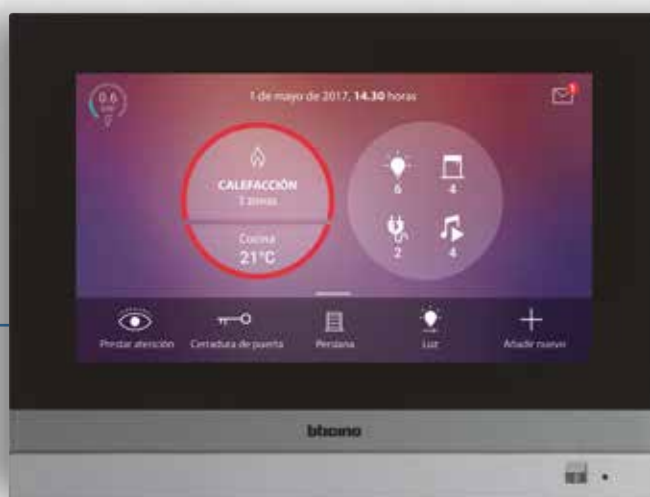 0.6
1 de mayo de 2017, 14.30 horas
1
CALEFACCIÓN
3 zonas
Cocina
21°C
6
4
2
4
Prestar atención
Cerradura de puerta
Persiana
Luz
Añadir nuevo
bticino